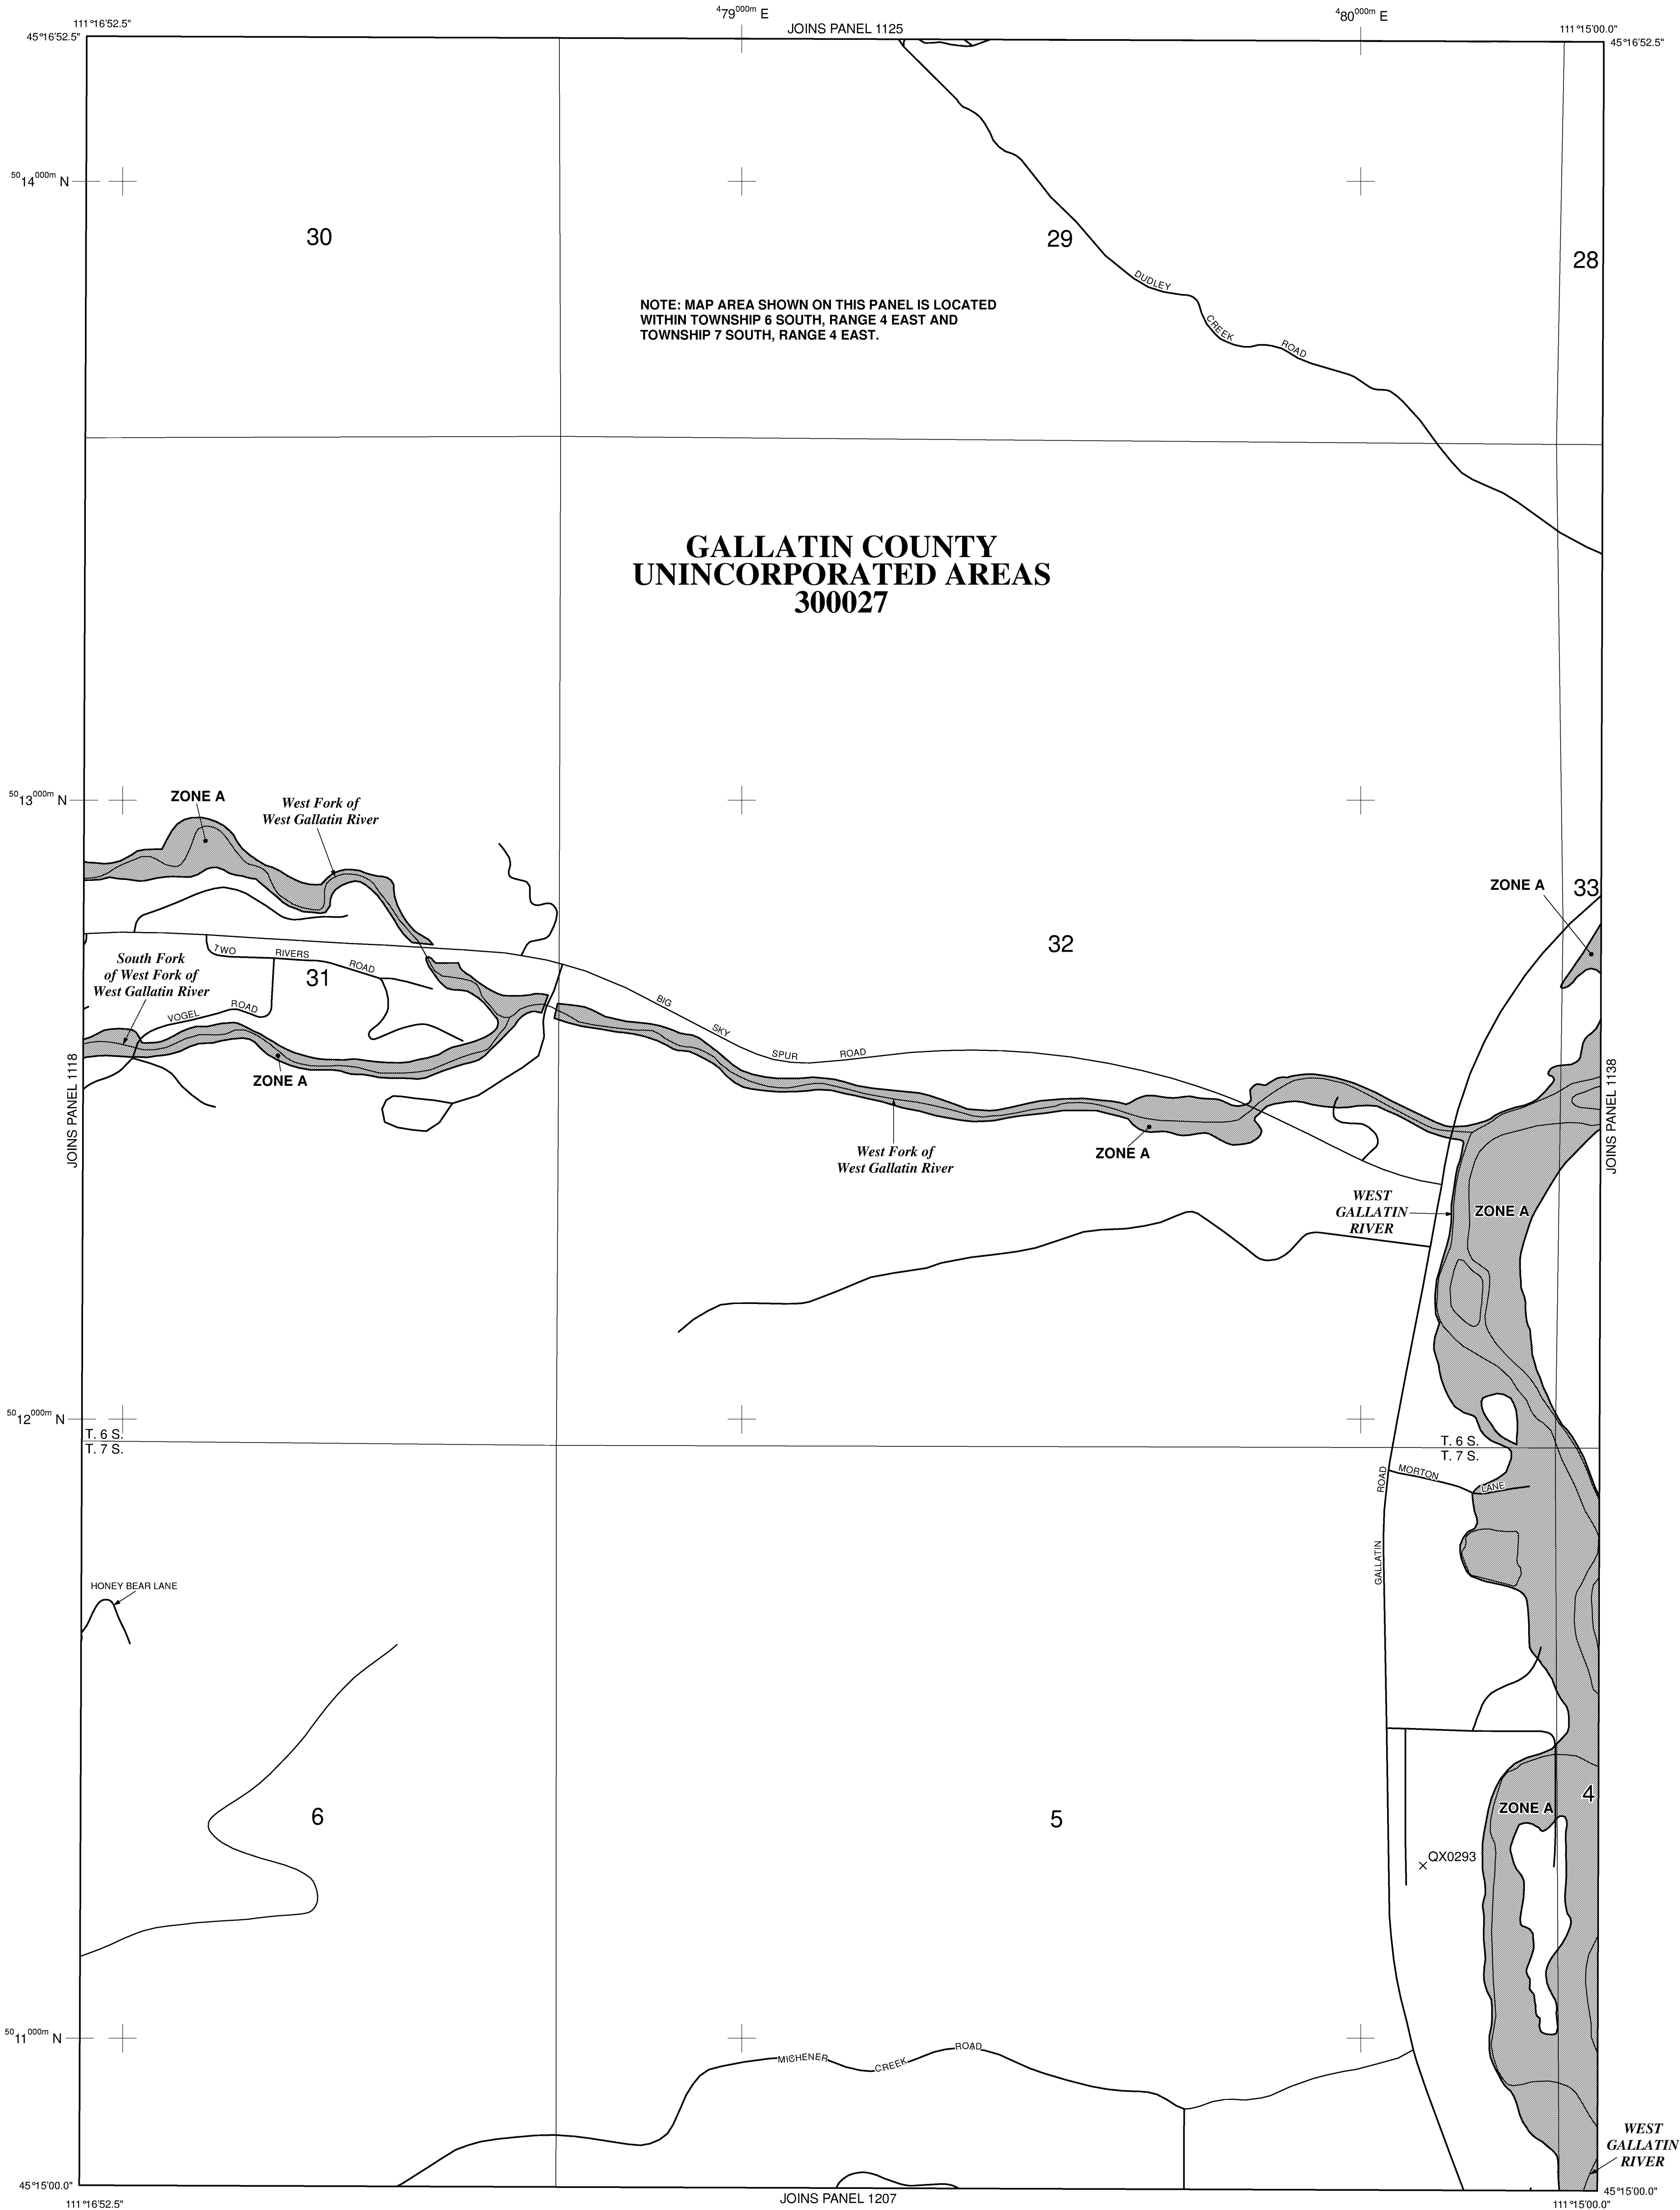 479000m E
480000m E
111°16'52.5"
JOINS PANEL 1125
111°15'00.0"
45°16'52.5"
45°16'52.5"
5014000m N
30
29
28
DUDLEY
CREEK
ROAD
NOTE: MAP AREA SHOWN ON THIS PANEL IS LOCATED
WITHIN TOWNSHIP 6 SOUTH, RANGE 4 EAST AND
TOWNSHIP 7 SOUTH, RANGE 4 EAST.
GALLATIN COUNTY
UNINCORPORATED AREAS
300027
5013000m N
ZONE A
West Fork of
West Gallatin River
ZONE A
33
32
TWO
RIVERS
ROAD
31
South Fork
of West Fork of
West Gallatin River
VOGEL
ROAD
BIG
SKY
SPUR
ROAD
ZONE A
JOINS PANEL 1118
JOINS PANEL 1138
West Fork of
West Gallatin River
ZONE A
WEST
GALLATIN
RIVER
ZONE A
5012000m N
T. 6 S.
T. 7 S.
T. 6 S.
T. 7 S.
MORTON
LANE
ROAD
GALLATIN
HONEY BEAR LANE
6
5
4
ZONE A
QX0293
5011000m N
MICHENER
CREEK
ROAD
WEST
GALLATIN
RIVER
45°15'00.0"
45°15'00.0"
111°16'52.5"
JOINS PANEL 1207
111°15'00.0"